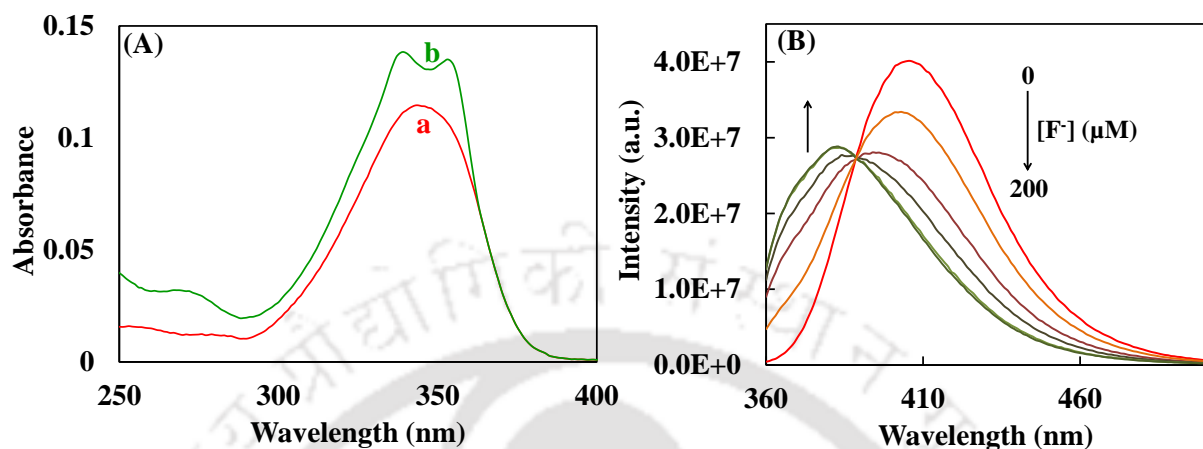 (A)
b
a
0.15
0.1
0.05
0
Absorbance
250
300
350
400
Wavelength (nm)
(B)
0
[F⁻] (μM)
200
4.0E+7
3.0E+7
2.0E+7
1.0E+7
0.0E+0
Intensity (a.u.)
360
410
460
Wavelength (nm)